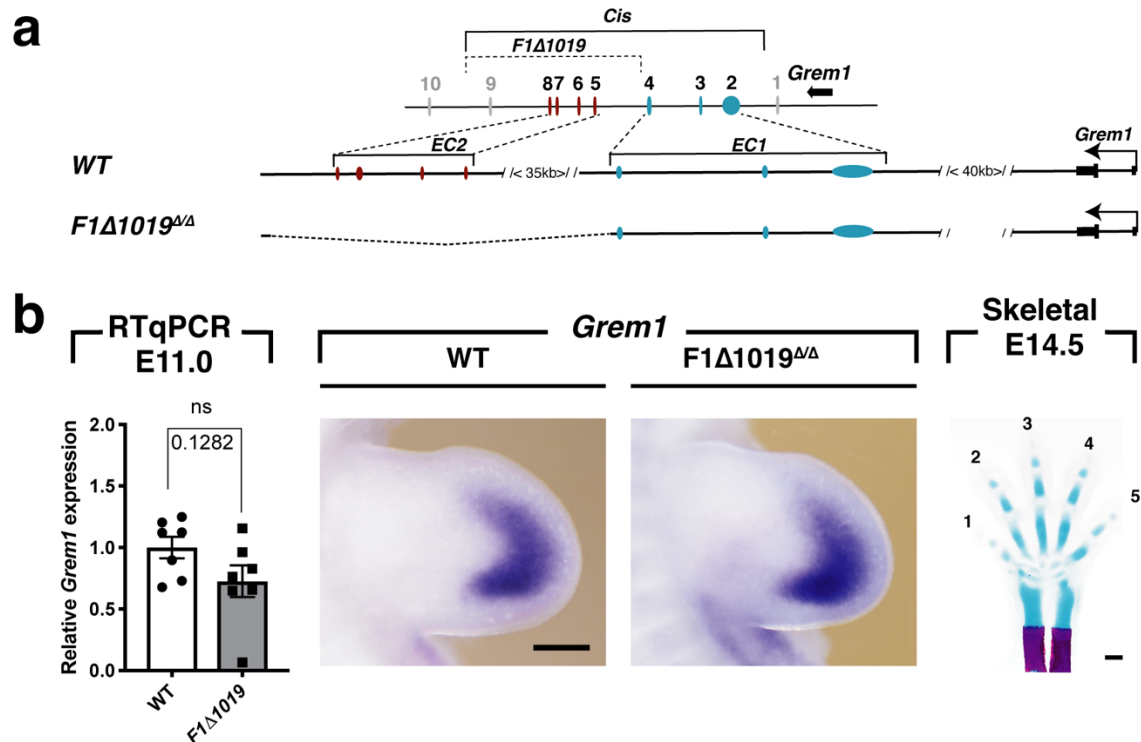 a
Cis
F1Δ1019
10 9 87 6 5 4 3 2 1 Grem1
EC2 EC1 Grem1
WT / /< 35kb>/ / / /< 40kb>/ /
F1Δ1019Δ/Δ / / / /
b
RTqPCR
E11.0
Grem1
WT F1Δ1019Δ/Δ
Skeletal
E14.5
Relative Grem1 expression
2.0
1.5
1.0
0.5
0.0
ns
0.1282
WT
F1Δ1019
1
2
3
4
5